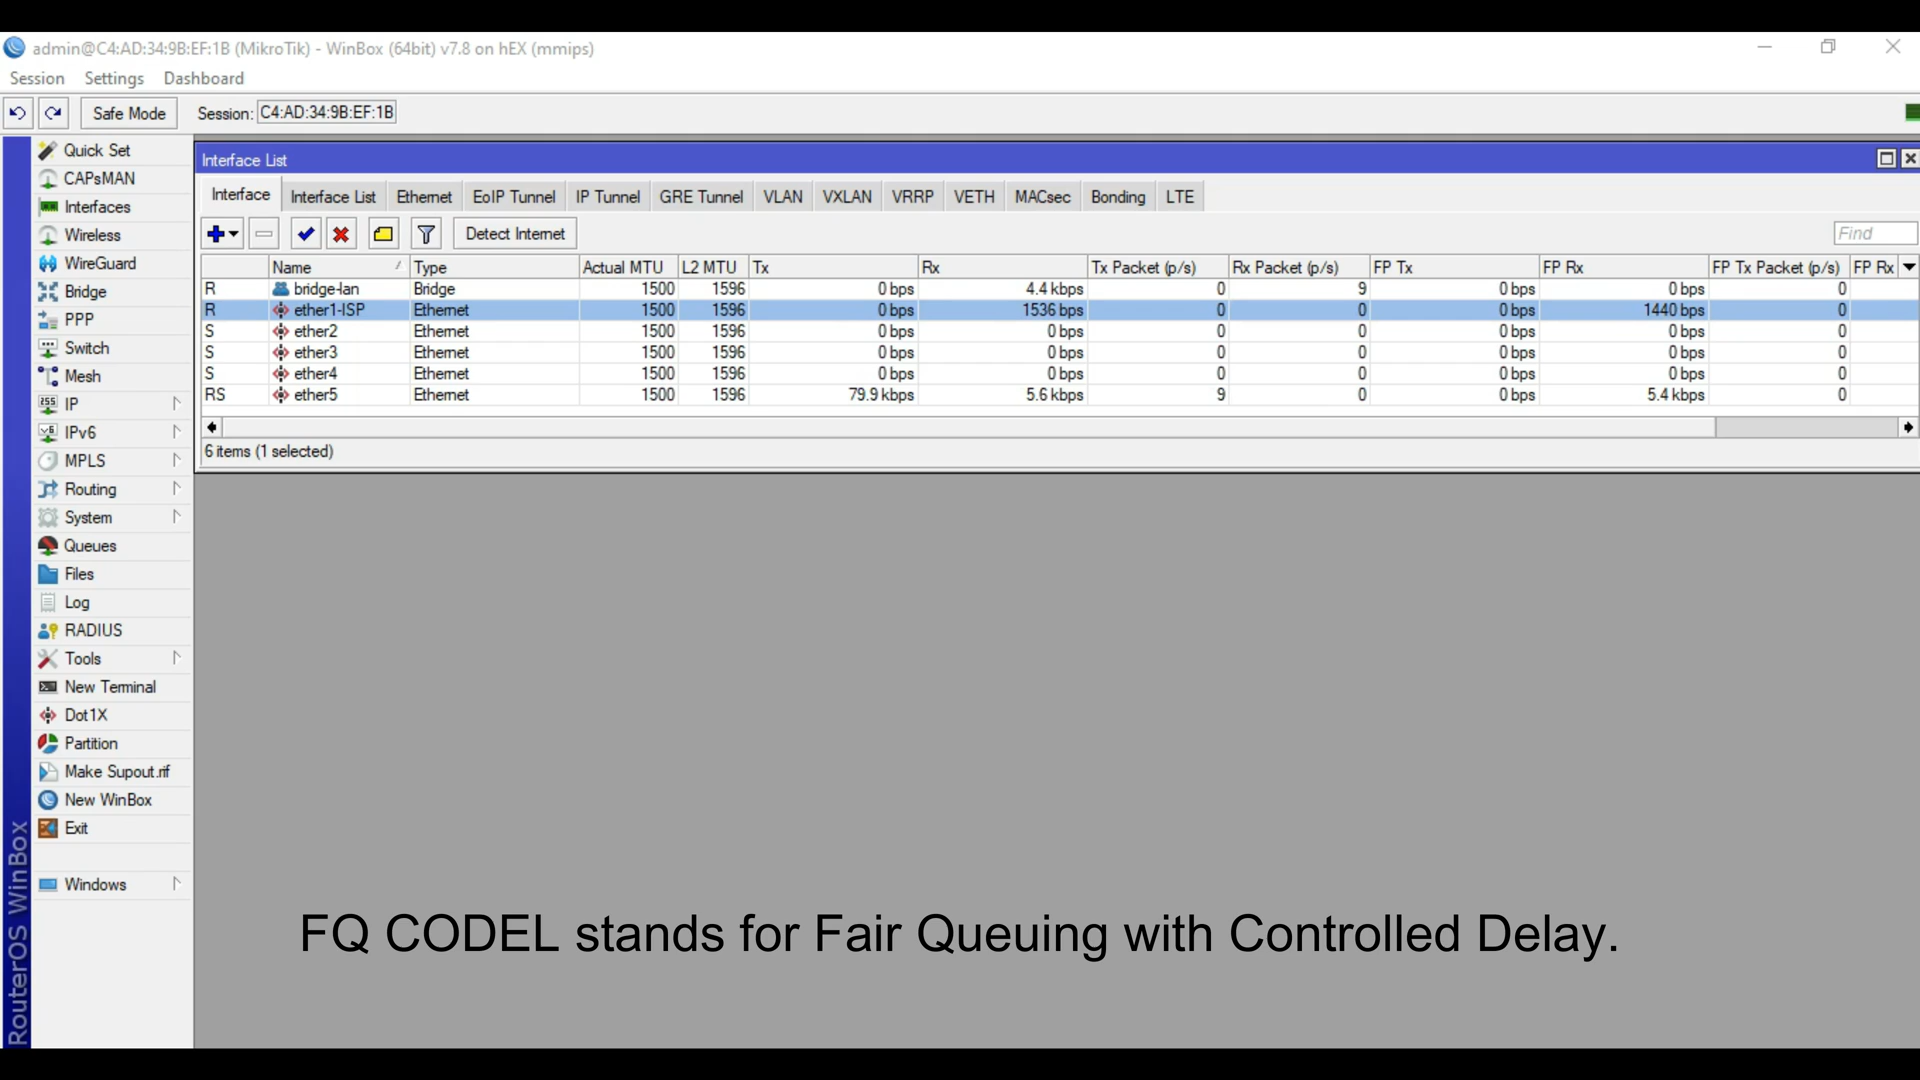 admin@C4:AD:34:9B:EF:1B (MikroTik) - WinBox (64bit) v7.8 on hEX (mmips)
Session Settings Dashboard
Safe Mode Session: C4:AD:34:9B:EF:1B
Quick Set
CAPsMAN
Interfaces
Wireless
WireGuard
Bridge
PPP
Switch
Mesh
IP
IPv6
MPLS
Routing
System
Queues
Files
Log
RADIUS
Tools
New Terminal
Dot1X
Partition
Make Supout.rif
New WinBox
Exit
Windows
RouterOS WinBox
Interface List
Interface Interface List Ethernet EoIP Tunnel IP Tunnel GRE Tunnel VLAN VXLAN VRRP VETH MACsec Bonding LTE
Detect Internet Find
Name Type Actual MTU L2 MTU Tx Rx Tx Packet (p/s) Rx Packet (p/s) FP Tx FP Rx FP Tx Packet (p/s) FP Rx
R bridge-lan Bridge 1500 1596 0 bps 4.4 kbps 0 9 0 bps 0 bps 0
R ether1-ISP Ethernet 1500 1596 0 bps 1536 bps 0 0 0 bps 1440 bps 0
S ether2 Ethernet 1500 1596 0 bps 0 bps 0 0 0 bps 0 bps 0
S ether3 Ethernet 1500 1596 0 bps 0 bps 0 0 0 bps 0 bps 0
S ether4 Ethernet 1500 1596 0 bps 0 bps 0 0 0 bps 0 bps 0
RS ether5 Ethernet 1500 1596 79.9 kbps 5.6 kbps 9 0 0 bps 5.4 kbps 0
6 items (1 selected)
FQ CODEL stands for Fair Queuing with Controlled Delay.